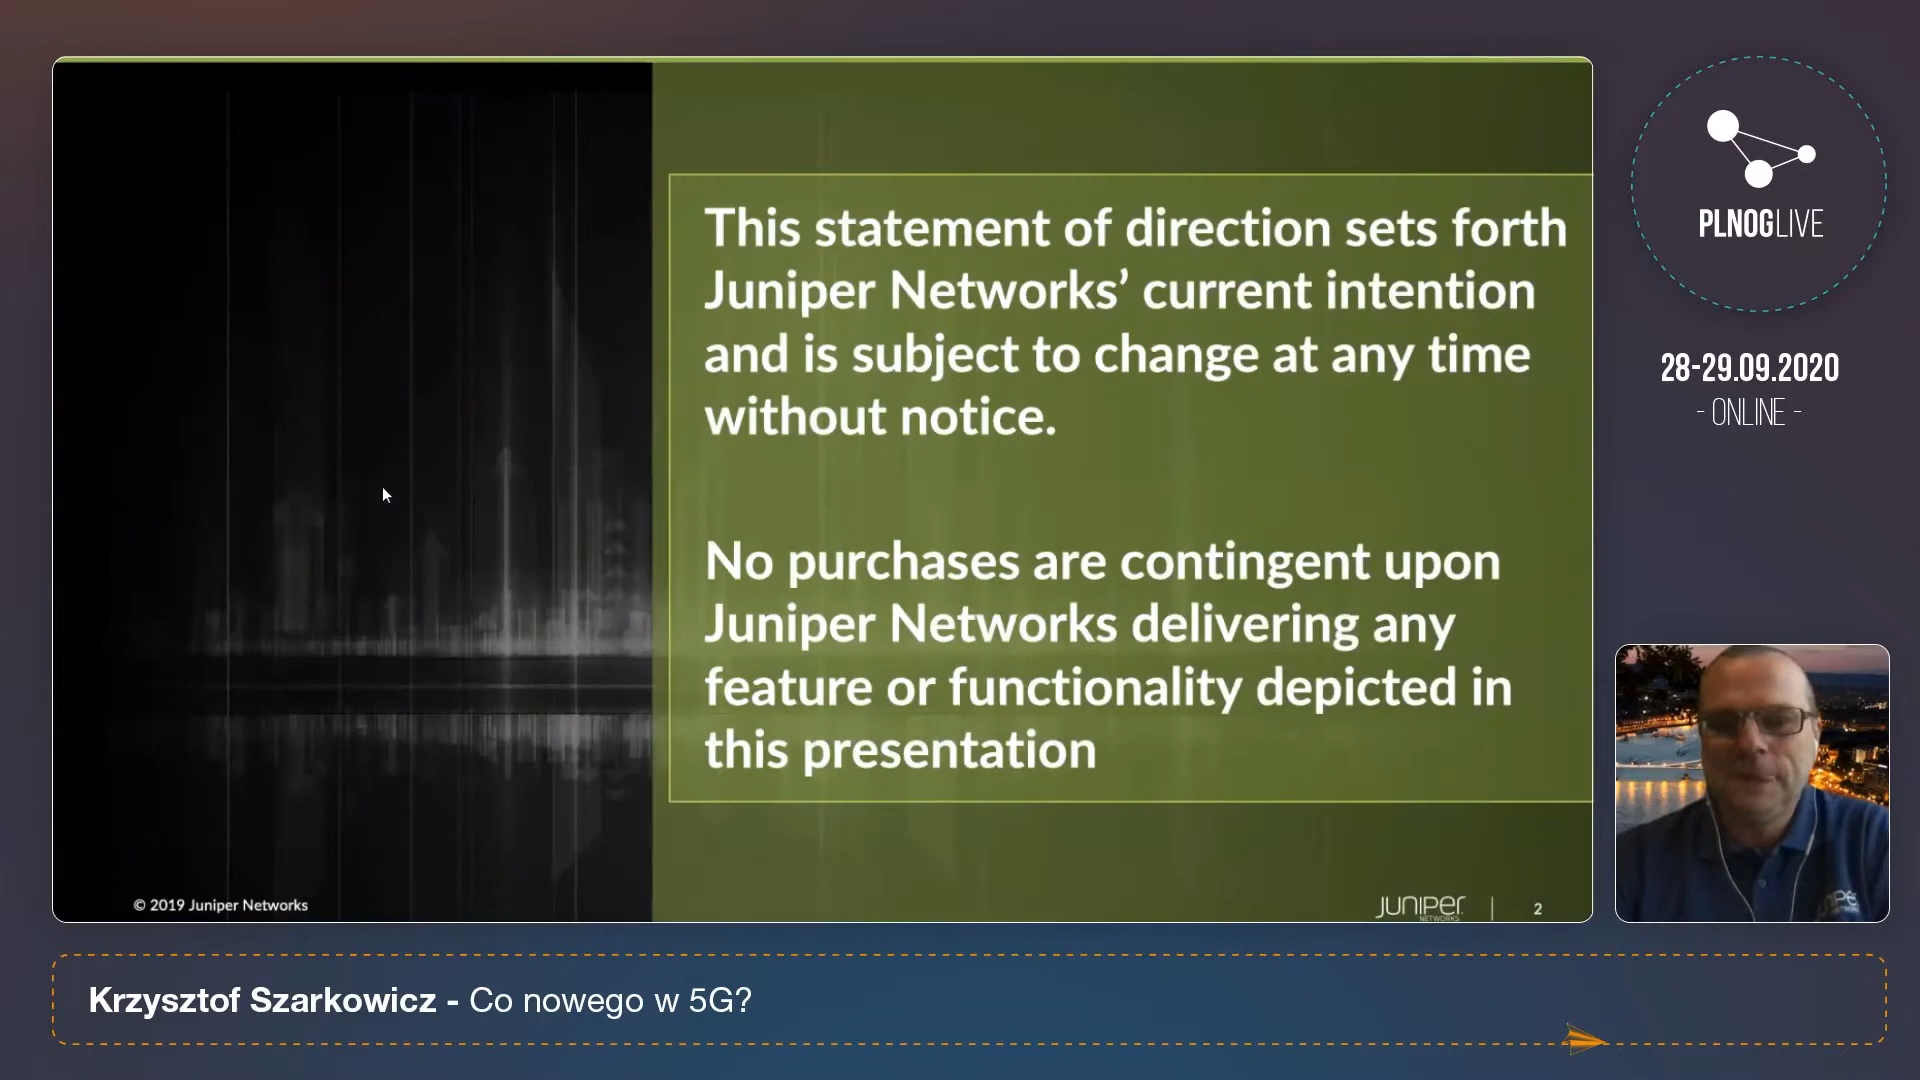 This statement of direction sets forth
Juniper Networks’ current intention
and is subject to change at any time
without notice.
No purchases are contingent upon
Juniper Networks delivering any
feature or functionality depicted in
this presentation
© 2019 Juniper Networks
JUNIPER
NETWORKS
2
PLNOGLIVE
28-29.09.2020
- ONLINE -
Krzysztof Szarkowicz - Co nowego w 5G?